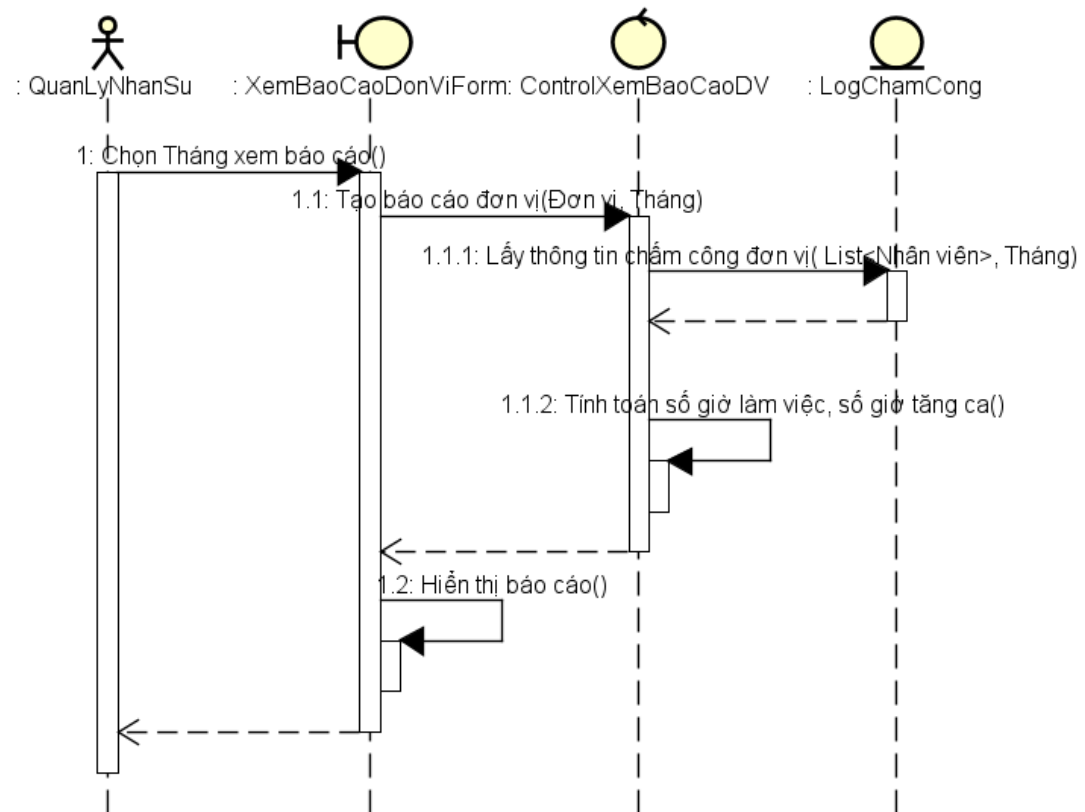 : QuanLyNhanSu
: XemBaoCaoDonViForm
: ControlXemBaoCaoDV
: LogChamCong
1: Chọn Tháng xem báo cáo()
1.1: Tạo báo cáo đơn vị(Đơn vị, Tháng)
1.1.1: Lấy thông tin chấm công đơn vị( List<Nhân viên>, Tháng)
1.1.2: Tính toán số giờ làm việc, số giờ tăng ca()
1.2: Hiển thị báo cáo()